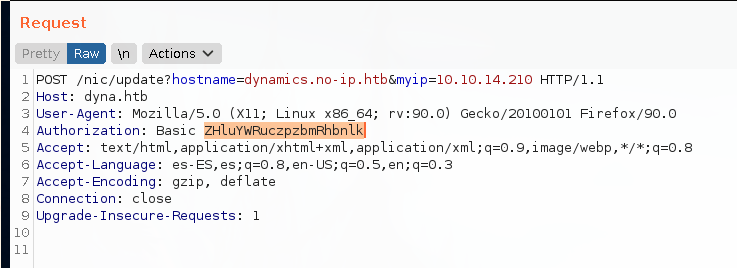 Request
Pretty Raw \n Actions
1 POST /nic/update?hostname=dynamics.no-ip.htb&myip=10.10.14.210 HTTP/1.1
2 Host: dyna.htb
3 User-Agent: Mozilla/5.0 (X11; Linux x86_64; rv:90.0) Gecko/20100101 Firefox/90.0
4 Authorization: Basic ZHluYWRuczpzbmRhbnlk
5 Accept: text/html,application/xhtml+xml,application/xml;q=0.9,image/webp,*/*;q=0.8
6 Accept-Language: es-ES,es;q=0.8,en-US;q=0.5,en;q=0.3
7 Accept-Encoding: gzip, deflate
8 Connection: close
9 Upgrade-Insecure-Requests: 1
10
11